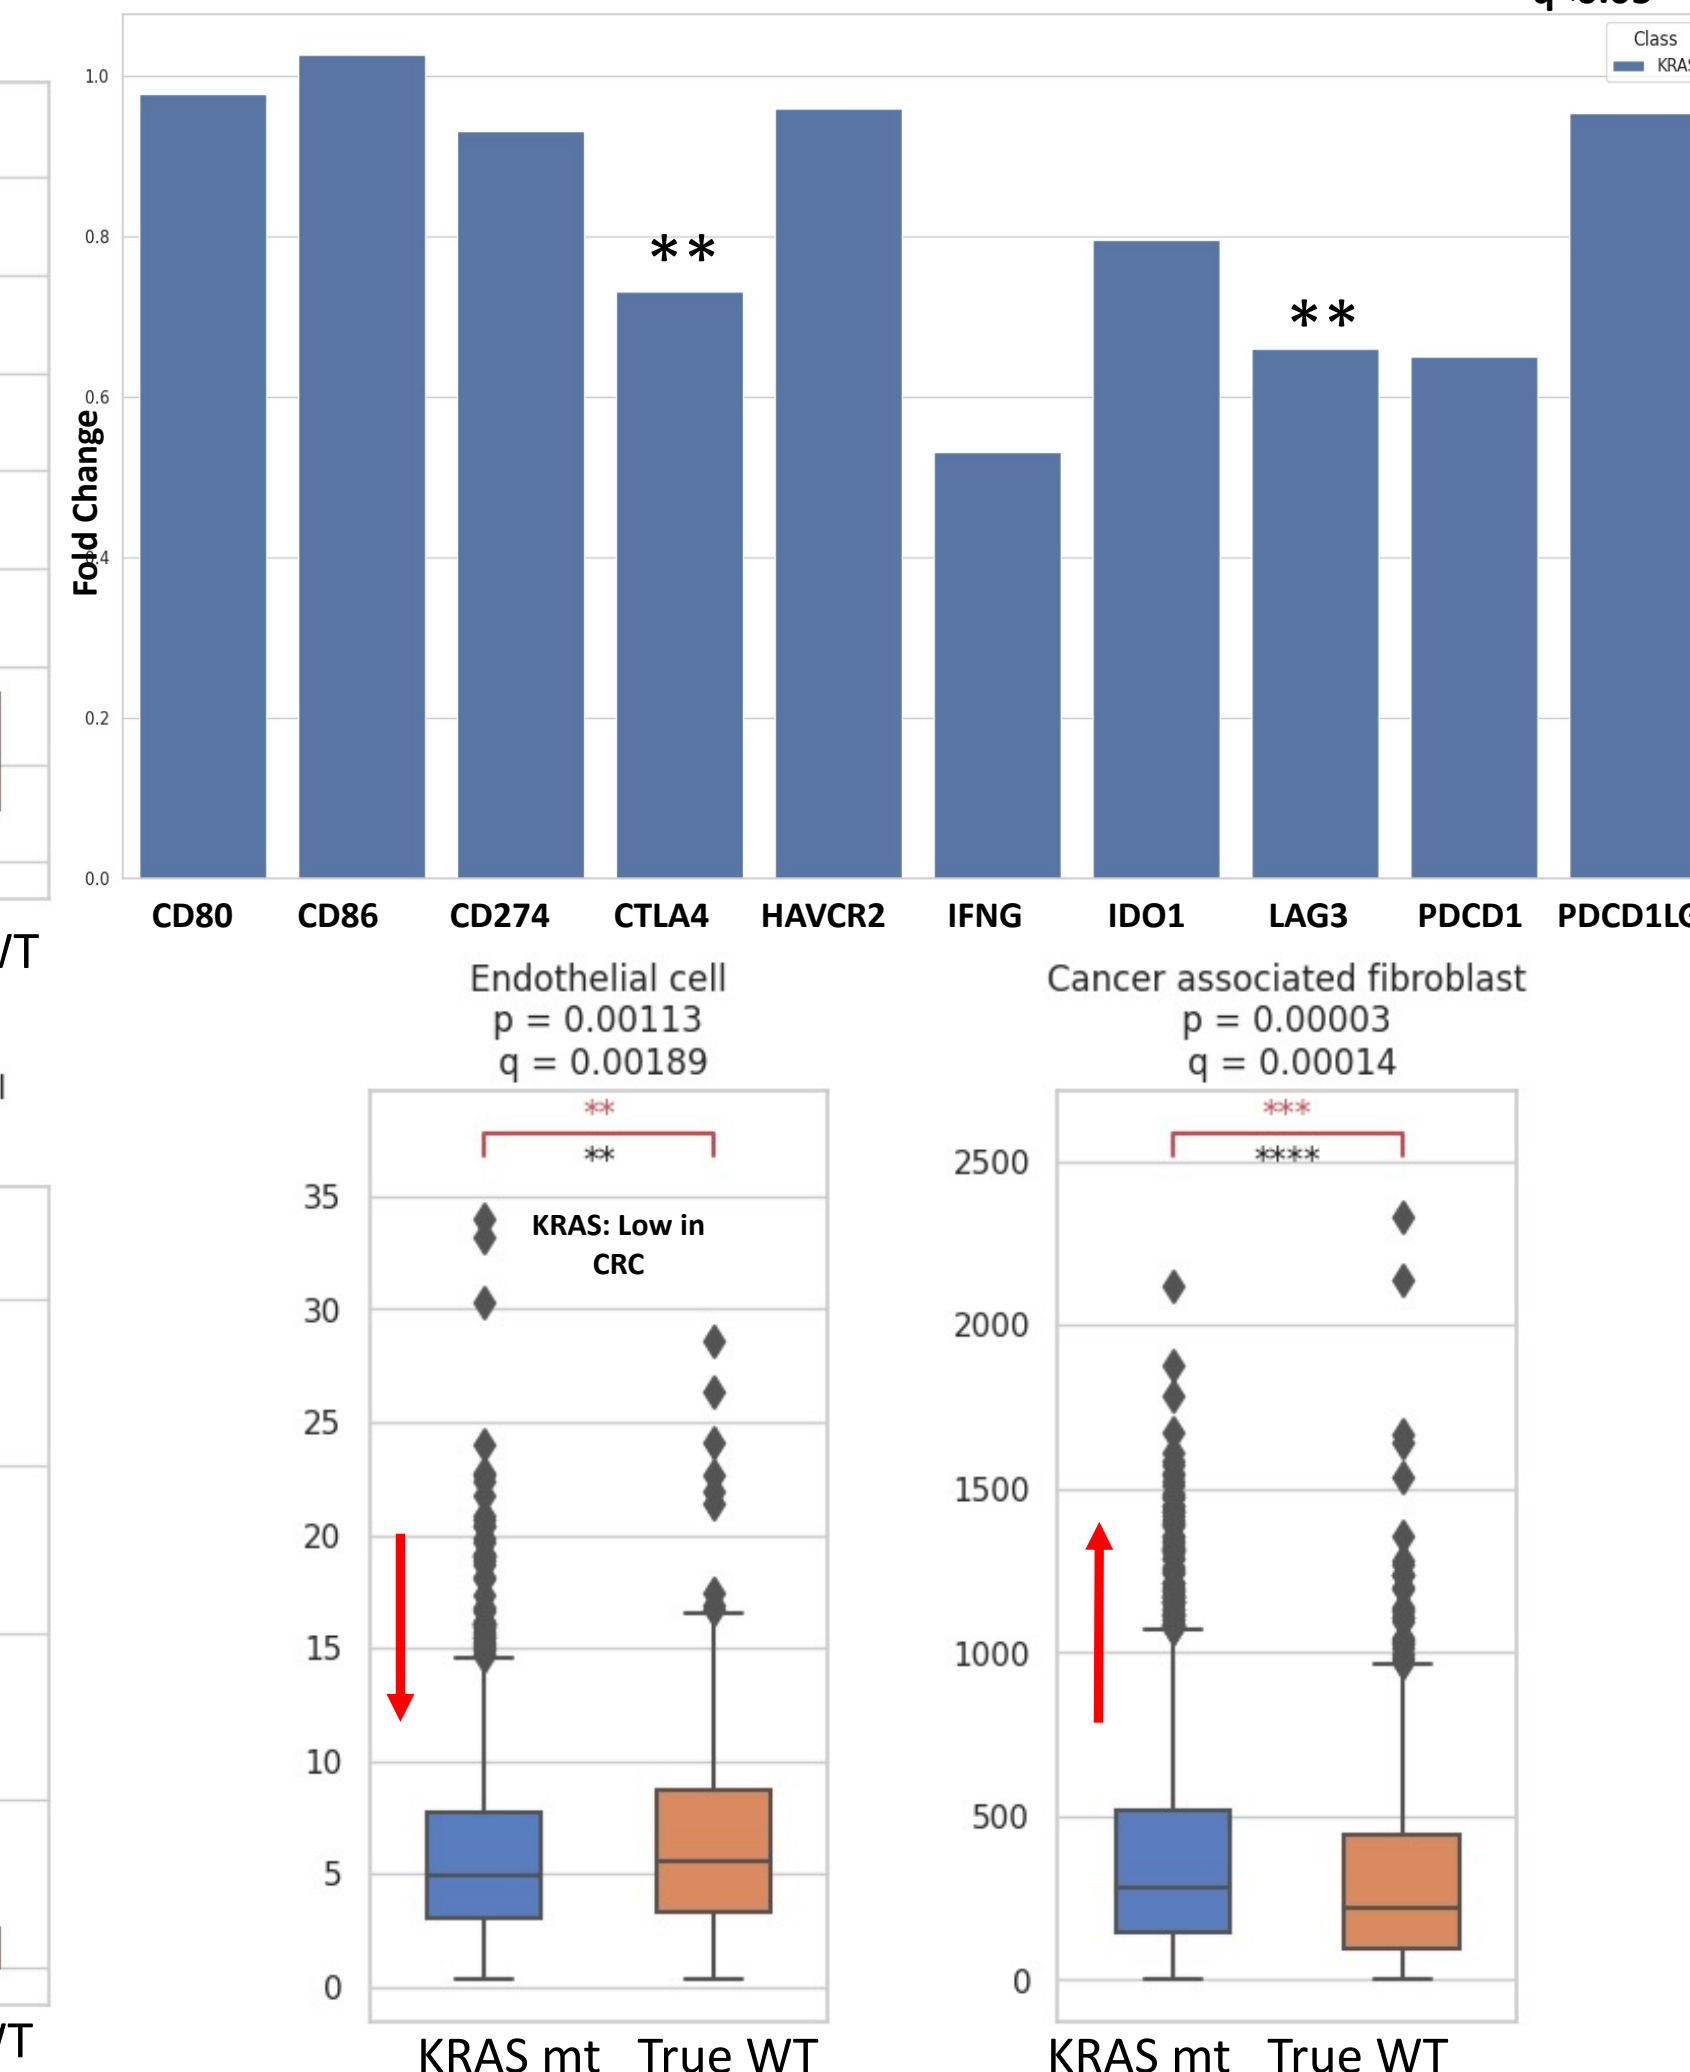 Class
1.0
0.8
**
**
0.6
Fold Change
0.2
0.0
CD80 CD86 CD274 CTLA4 HAVCR2 IFNG IDO1 LAG3 PDCD1
Endothelial cell
p = 0.00113
q = 0.00189
**
**
KRAS: Low in
CRC
35
30
25
20
15
10
5
0
KRAS mt True WT
Cancer associated fibroblast
p = 0.00003
q = 0.00014
***
****
2500
2000
1500
1000
500
0
KRAS mt True WT